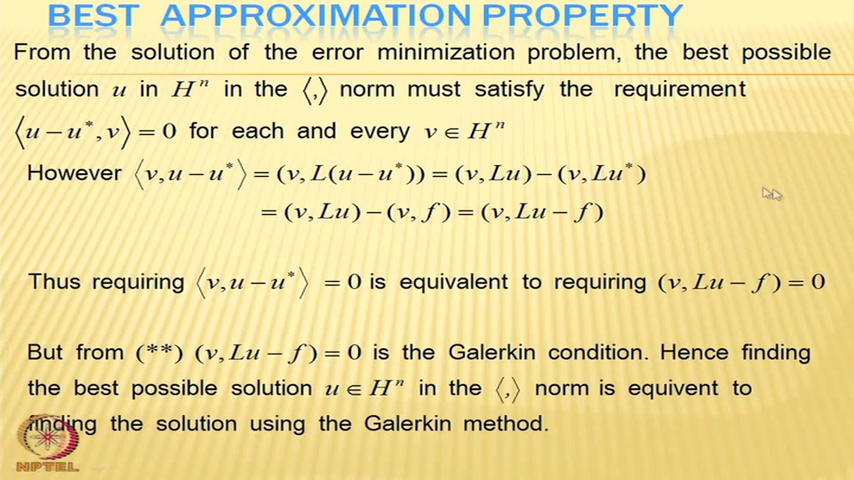 BEST APPROXIMATION PROPERTY
From the solution of the error minimization problem, the best possible
solution u in Hⁿ in the ⟨,⟩ norm must satisfy the requirement
⟨u − u*, v⟩ = 0 for each and every v ∈ Hⁿ
However ⟨v, u − u*⟩ = (v, L(u − u*)) = (v, Lu) − (v, Lu*)
= (v, Lu) − (v, f) = (v, Lu − f)
Thus requiring ⟨v, u − u*⟩ = 0 is equivalent to requiring (v, Lu − f) = 0
But from (**) (v, Lu − f) = 0 is the Galerkin condition. Hence finding
the best possible solution u ∈ Hⁿ in the ⟨,⟩ norm is equivent to
finding the solution using the Galerkin method.
NPTEL